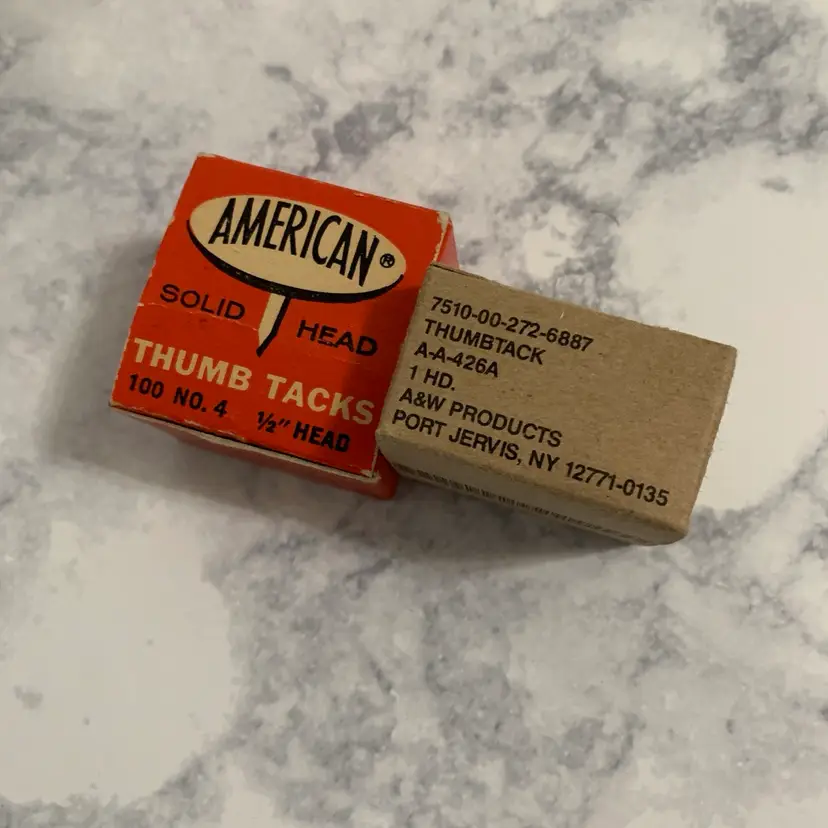 AMERICAN®
SOLID HEAD
THUMB TACKS
100 NO. 4 ½" HEAD
7510-00-272-6887
THUMBTACK
A-A-426A
1 HD.
A&W PRODUCTS
PORT JERVIS, NY 12771-0135